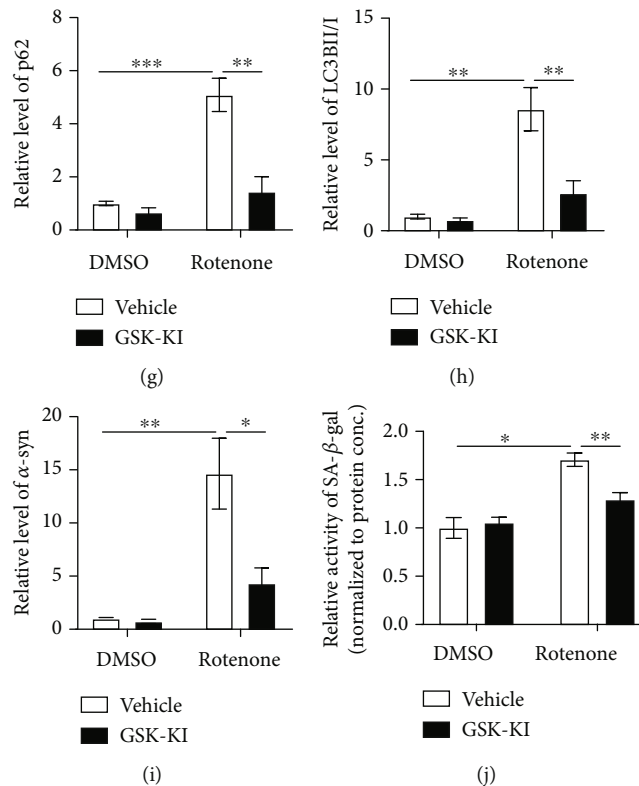 Relative level of p62
8
6
4
2
0
***
**
DMSO
Rotenone
Vehicle
GSK-KI
(g)
Relative level of LC3BII/I
15
10
5
0
**
**
DMSO
Rotenone
Vehicle
GSK-KI
(h)
Relative level of α-syn
20
15
10
5
0
**
*
DMSO
Rotenone
Vehicle
GSK-KI
(i)
Relative activity of SA-β-gal
(normalized to protein conc.)
2.0
1.5
1.0
0.5
0.0
*
**
DMSO
Rotenone
Vehicle
GSK-KI
(j)